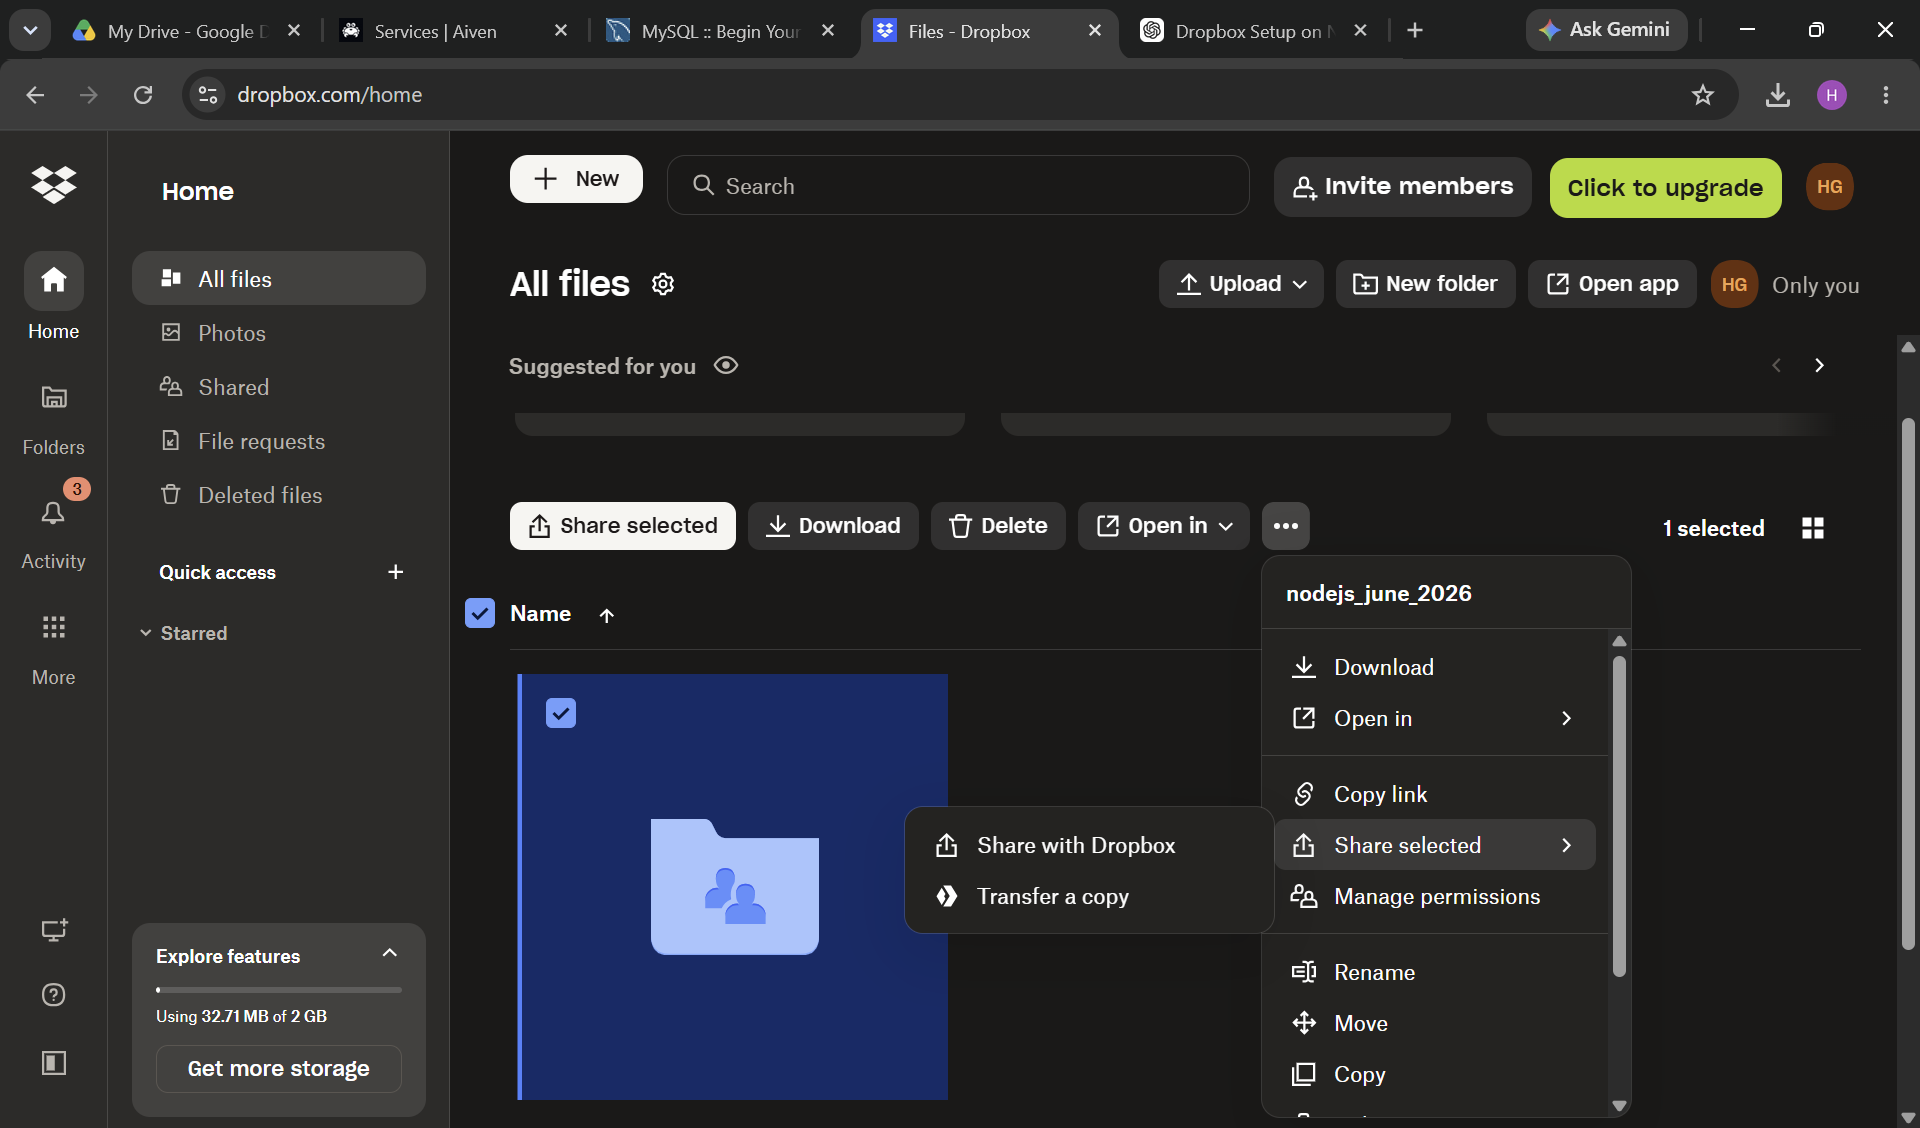 My Drive - Google D
Services | Aiven
MySQL :: Begin Your
Files - Dropbox
Dropbox Setup on
Ask Gemini
dropbox.com/home
H
Home
New
Search
Invite members
Click to upgrade
HG
All files
Photos
Shared
File requests
Deleted files
Quick access
Starred
Home
Folders
3
Activity
More
All files
Upload
New folder
Open app
HG
Only you
Suggested for you
Share selected
Download
Delete
Open in
1 selected
Name
nodejs_june_2026
Download
Open in
Copy link
Share selected
Manage permissions
Rename
Move
Copy
Share with Dropbox
Transfer a copy
Explore features
Using 32.71 MB of 2 GB
Get more storage